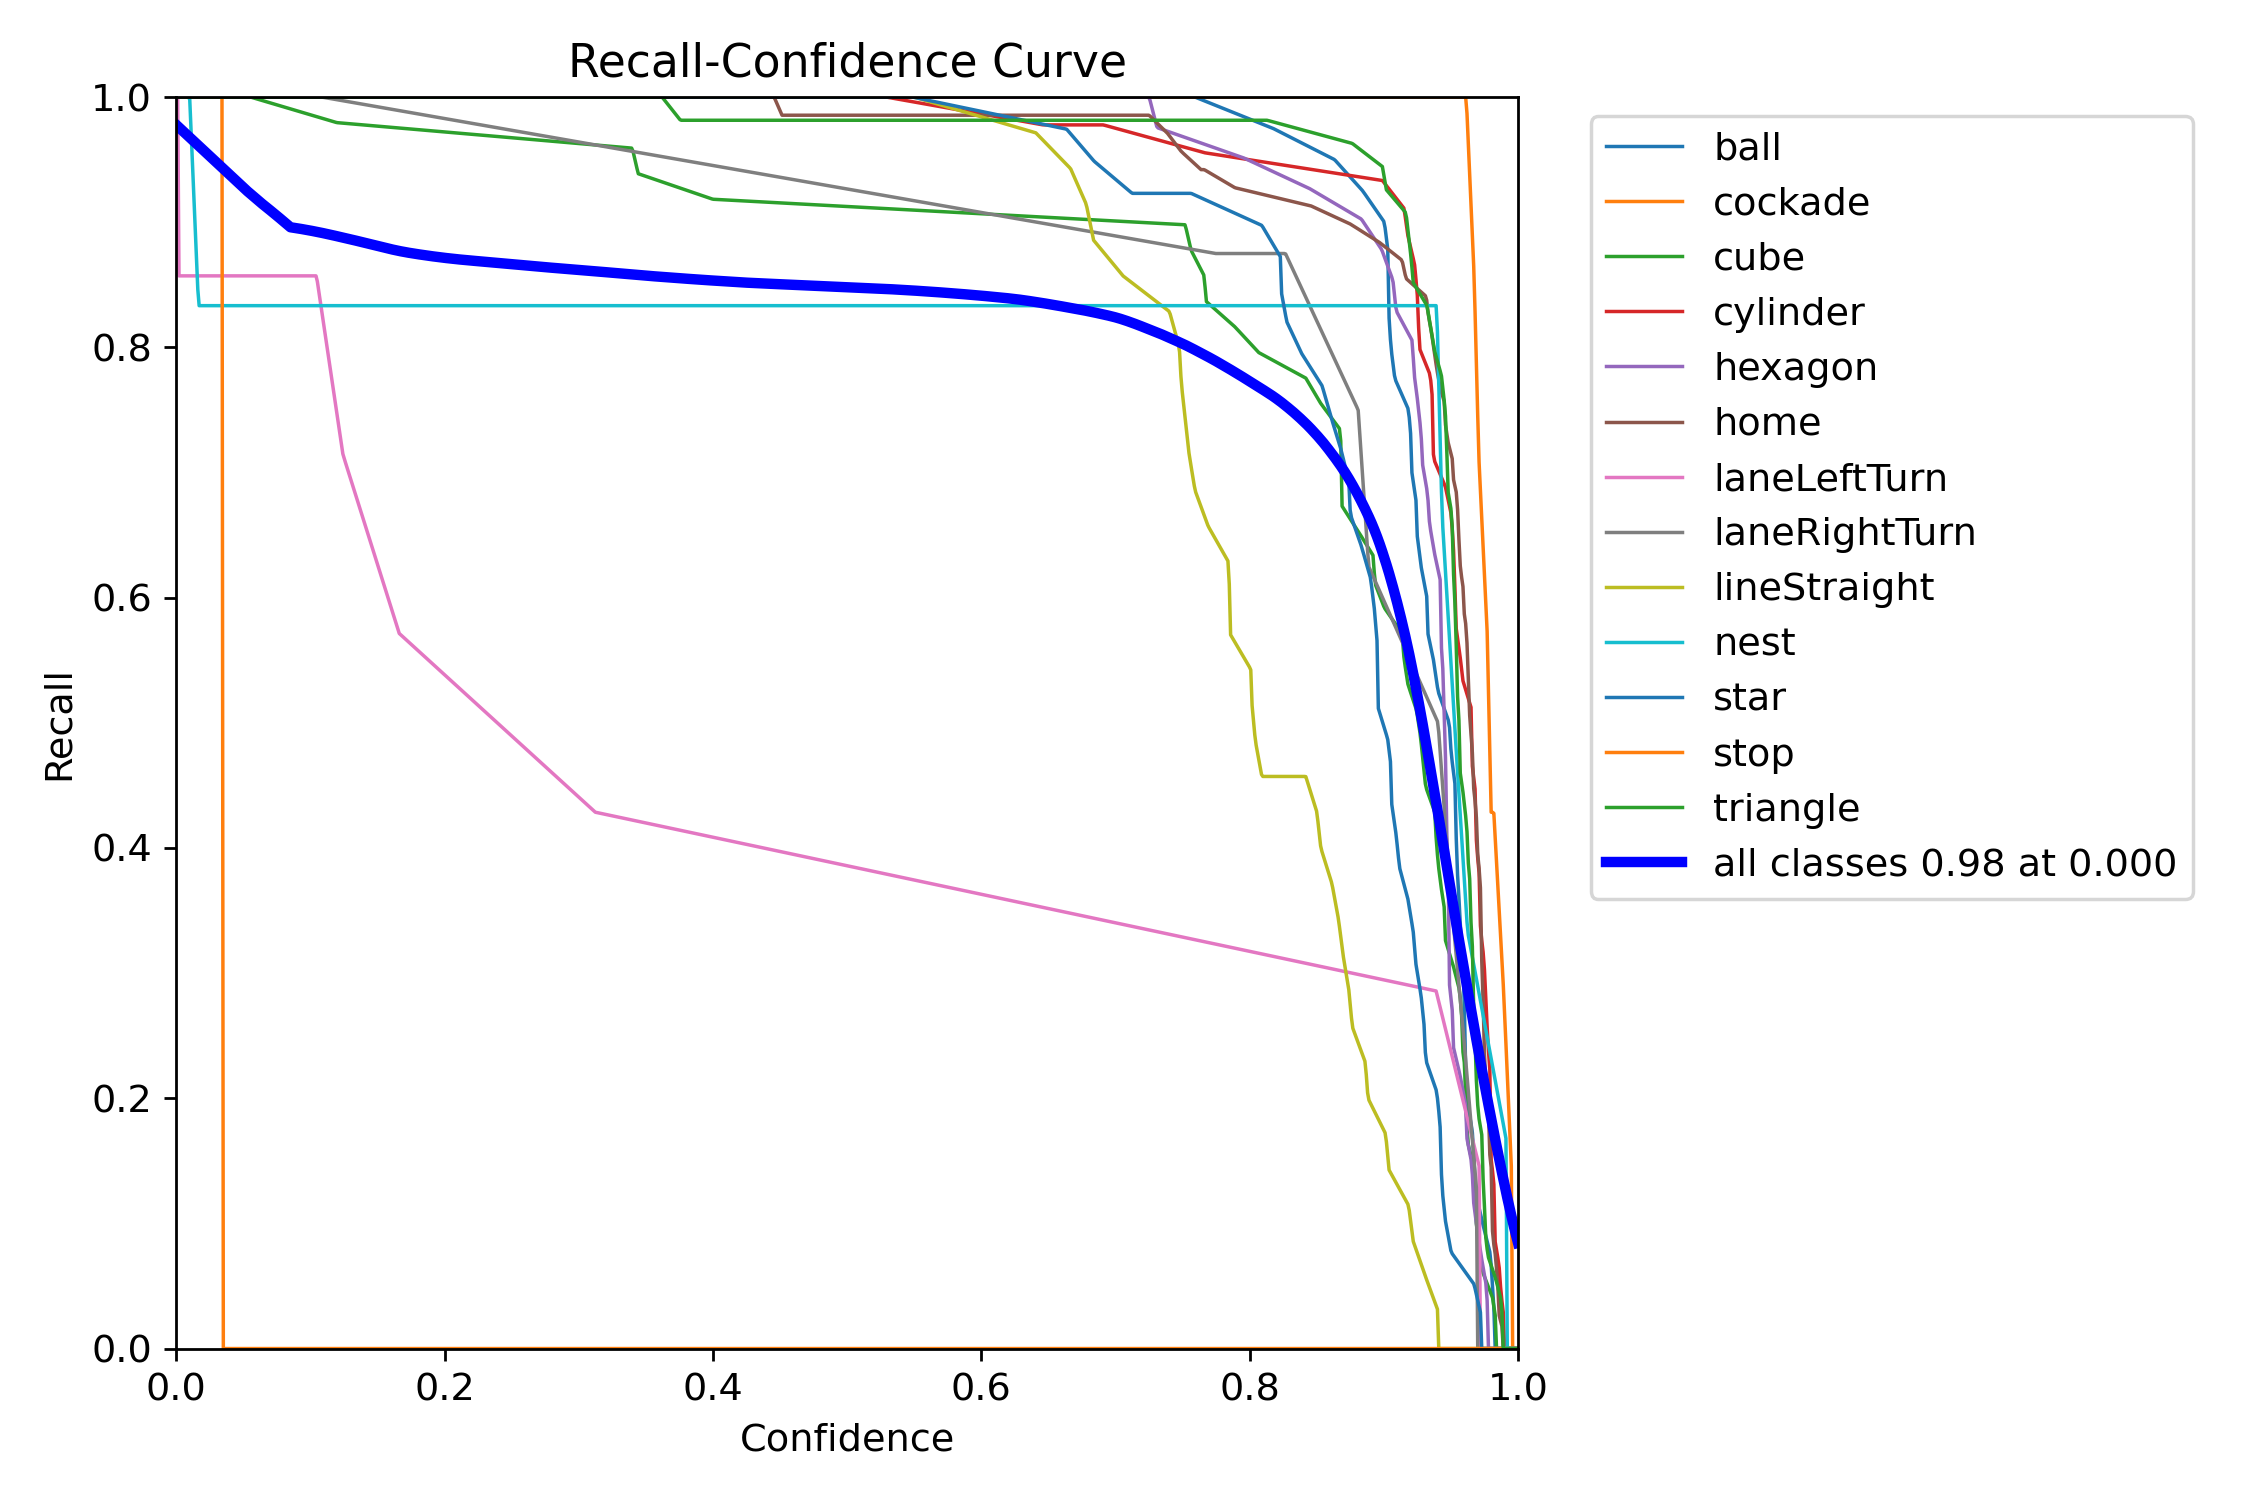 Recall-Confidence Curve
1.0
0.8
0.6
0.4
0.2
0.0
Recall
0.0 0.2 0.4 0.6 0.8 1.0
Confidence
ball
cockade
cube
cylinder
hexagon
home
laneLeftTurn
laneRightTurn
lineStraight
nest
star
stop
triangle
all classes 0.98 at 0.000